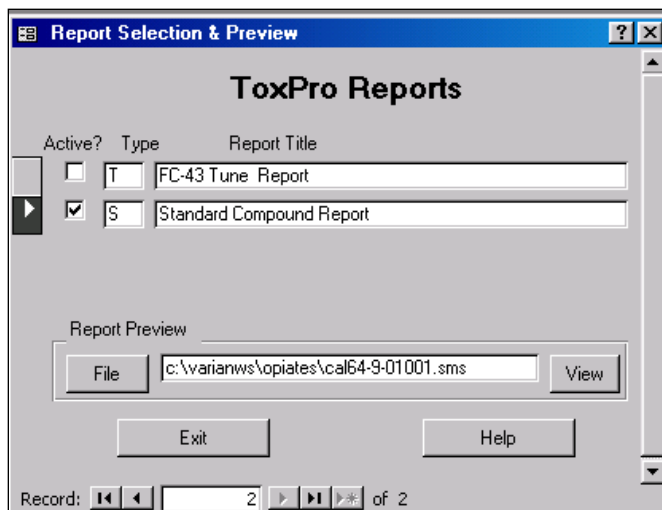 Report Selection & Preview
ToxPro Reports
Active? Type Report Title
T FC-43 Tune Report
S Standard Compound Report
Report Preview
File c:\varianws\opiates\cal64-9-01001.sms View
Exit Help
Record: 2 of 2